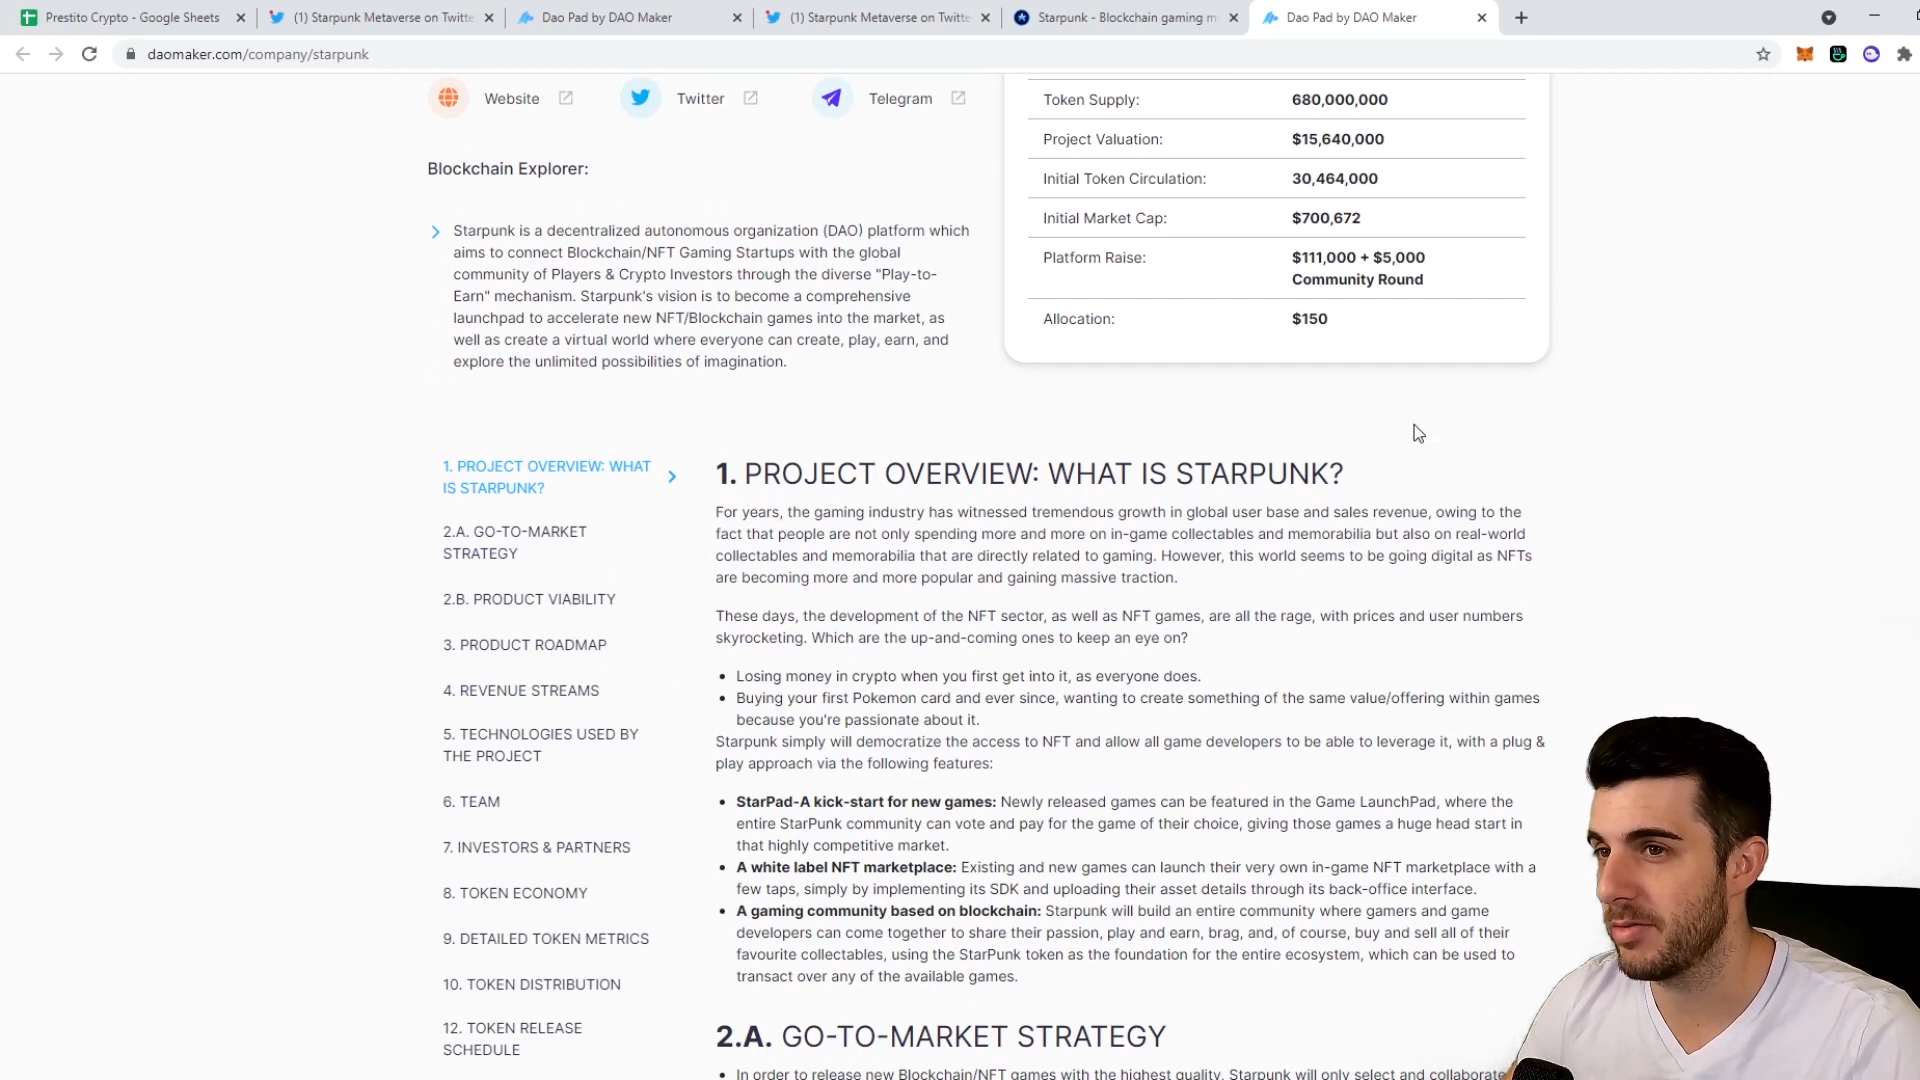 Prestito Crypto - Google Sheets
(1) Starpunk Metaverse on Twitte
Dao Pad by DAO Maker
(1) Starpunk Metaverse on Twitte
Starpunk - Blockchain gaming m
Dao Pad by DAO Maker
daomaker.com/company/starpunk
Website
Twitter
Telegram
Blockchain Explorer:
Starpunk is a decentralized autonomous organization (DAO) platform which
aims to connect Blockchain/NFT Gaming Startups with the global
community of Players & Crypto Investors through the diverse "Play-to-
Earn" mechanism. Starpunk's vision is to become a comprehensive
launchpad to accelerate new NFT/Blockchain games into the market, as
well as create a virtual world where everyone can create, play, earn, and
explore the unlimited possibilities of imagination.
Token Supply: 680,000,000
Project Valuation: $15,640,000
Initial Token Circulation: 30,464,000
Initial Market Cap: $700,672
Platform Raise: $111,000 + $5,000
Community Round
Allocation: $150
1. PROJECT OVERVIEW: WHAT
IS STARPUNK?
2.A. GO-TO-MARKET
STRATEGY
2.B. PRODUCT VIABILITY
3. PRODUCT ROADMAP
4. REVENUE STREAMS
5. TECHNOLOGIES USED BY
THE PROJECT
6. TEAM
7. INVESTORS & PARTNERS
8. TOKEN ECONOMY
9. DETAILED TOKEN METRICS
10. TOKEN DISTRIBUTION
12. TOKEN RELEASE
SCHEDULE
1. PROJECT OVERVIEW: WHAT IS STARPUNK?
For years, the gaming industry has witnessed tremendous growth in global user base and sales revenue, owing to the
fact that people are not only spending more and more on in-game collectables and memorabilia but also on real-world
collectables and memorabilia that are directly related to gaming. However, this world seems to be going digital as NFTs
are becoming more and more popular and gaining massive traction.
These days, the development of the NFT sector, as well as NFT games, are all the rage, with prices and user numbers
skyrocketing. Which are the up-and-coming ones to keep an eye on?
• Losing money in crypto when you first get into it, as everyone does.
• Buying your first Pokemon card and ever since, wanting to create something of the same value/offering within games
because you're passionate about it.
Starpunk simply will democratize the access to NFT and allow all game developers to be able to leverage it, with a plug &
play approach via the following features:
• StarPad-A kick-start for new games: Newly released games can be featured in the Game LaunchPad, where the
entire StarPunk community can vote and pay for the game of their choice, giving those games a huge head start in
that highly competitive market.
• A white label NFT marketplace: Existing and new games can launch their very own in-game NFT marketplace with a
few taps, simply by implementing its SDK and uploading their asset details through its back-office interface.
• A gaming community based on blockchain: Starpunk will build an entire community where gamers and game
developers can come together to share their passion, play and earn, brag, and, of course, buy and sell all of their
favourite collectables, using the StarPunk token as the foundation for the entire ecosystem, which can be used to
transact over any of the available games.
2.A. GO-TO-MARKET STRATEGY
• In order to release new Blockchain/NFT games with the highest quality, Starpunk will only select and collaborate